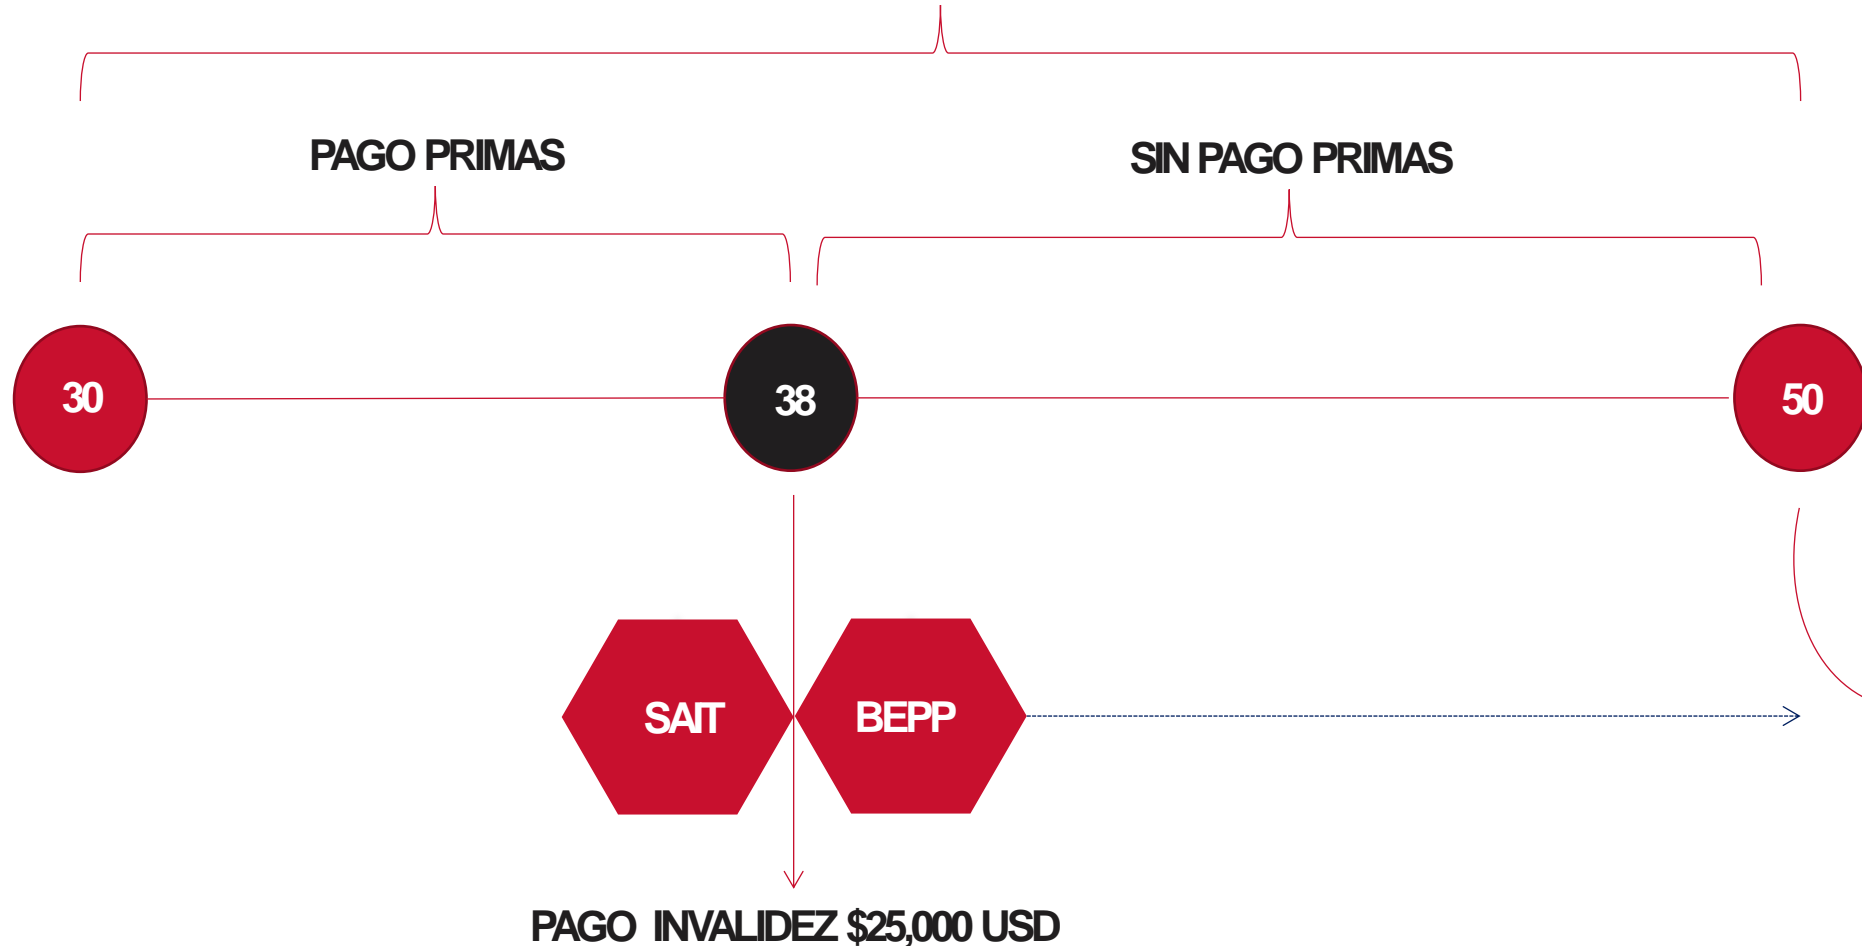 PAGO PRIMAS
SIN PAGO PRIMAS
30
38
50
SAIT
BEPP
PAGO INVALIDEZ $25,000 USD